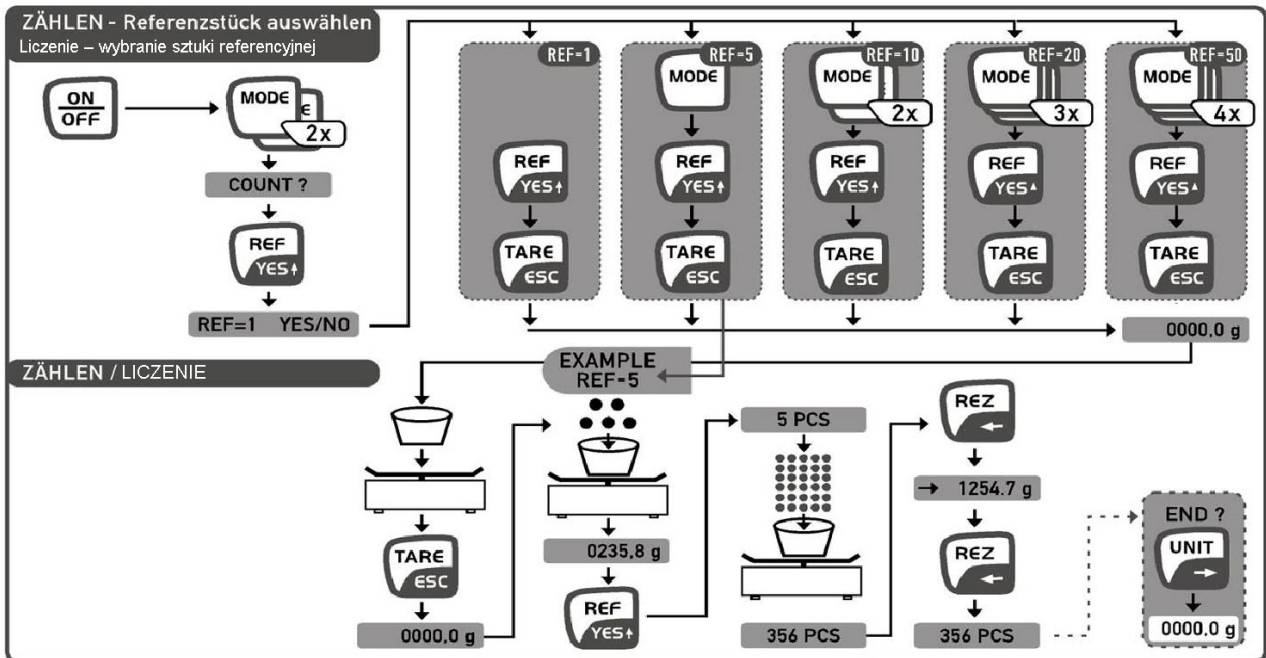 ZÄHLEN - Referenzstück auswählen
Liczenie – wybranie sztuki referencyjnej
ON
OFF
MODE
E
2x
COUNT ?
REF
YES↑
REF=1 YES/NO
REF=1
REF
YES↑
TARE
ESC
REF=5
MODE
REF
YES↑
TARE
ESC
REF=10
MODE
2x
REF
YES↑
TARE
ESC
REF=20
MODE
3x
REF
YES▲
TARE
ESC
REF=50
MODE
4x
REF
YES▲
TARE
ESC
0000,0 g
ZÄHLEN / LICZENIE
TARE
ESC
0000,0 g
EXAMPLE
REF=5
0235,8 g
REF
YES↑
5 PCS
356 PCS
REZ
←
→ 1254.7 g
REZ
←
356 PCS
END ?
UNIT
→
0000,0 g